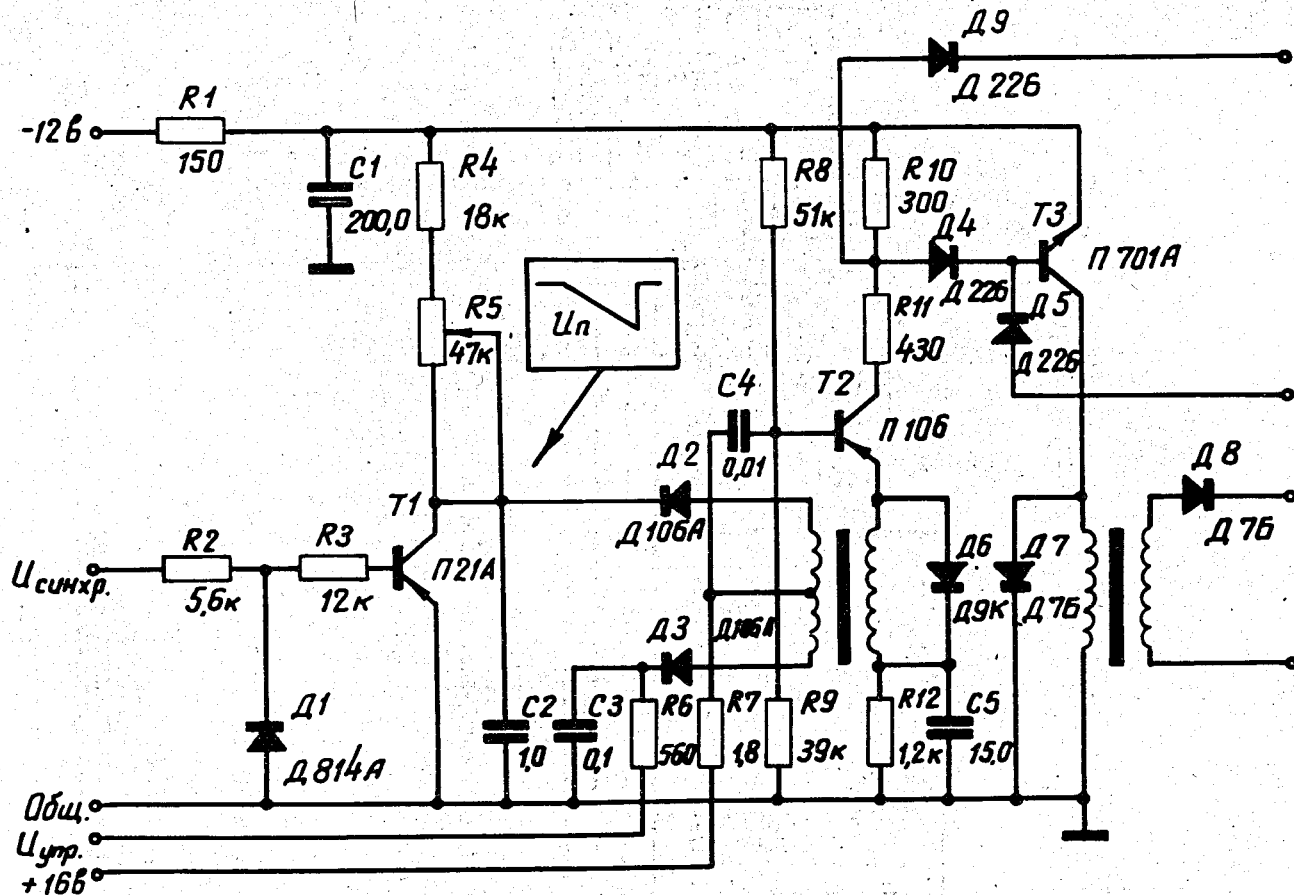 Д9
Д226
R1
-12в
150
C1
200,0
R4
18к
R8
51к
R10
300
Д4
Д226
T3
П701А
Д5
Д226
Uп
R5
47к
R11
430
C4
0,01
T2
П106
Д2
Д106А
Д8
Д7Б
T1
П21А
R2
5,6к
R3
12к
Uсинхр.
Д6
Д9К
Д7
Д7Б
Д3
Д106А
Д1
Д814А
C2
1,0
C3
0,1
R6
560
R7
1,8
R9
39к
R12
1,2к
C5
15,0
Общ.
Uупр.
+16в